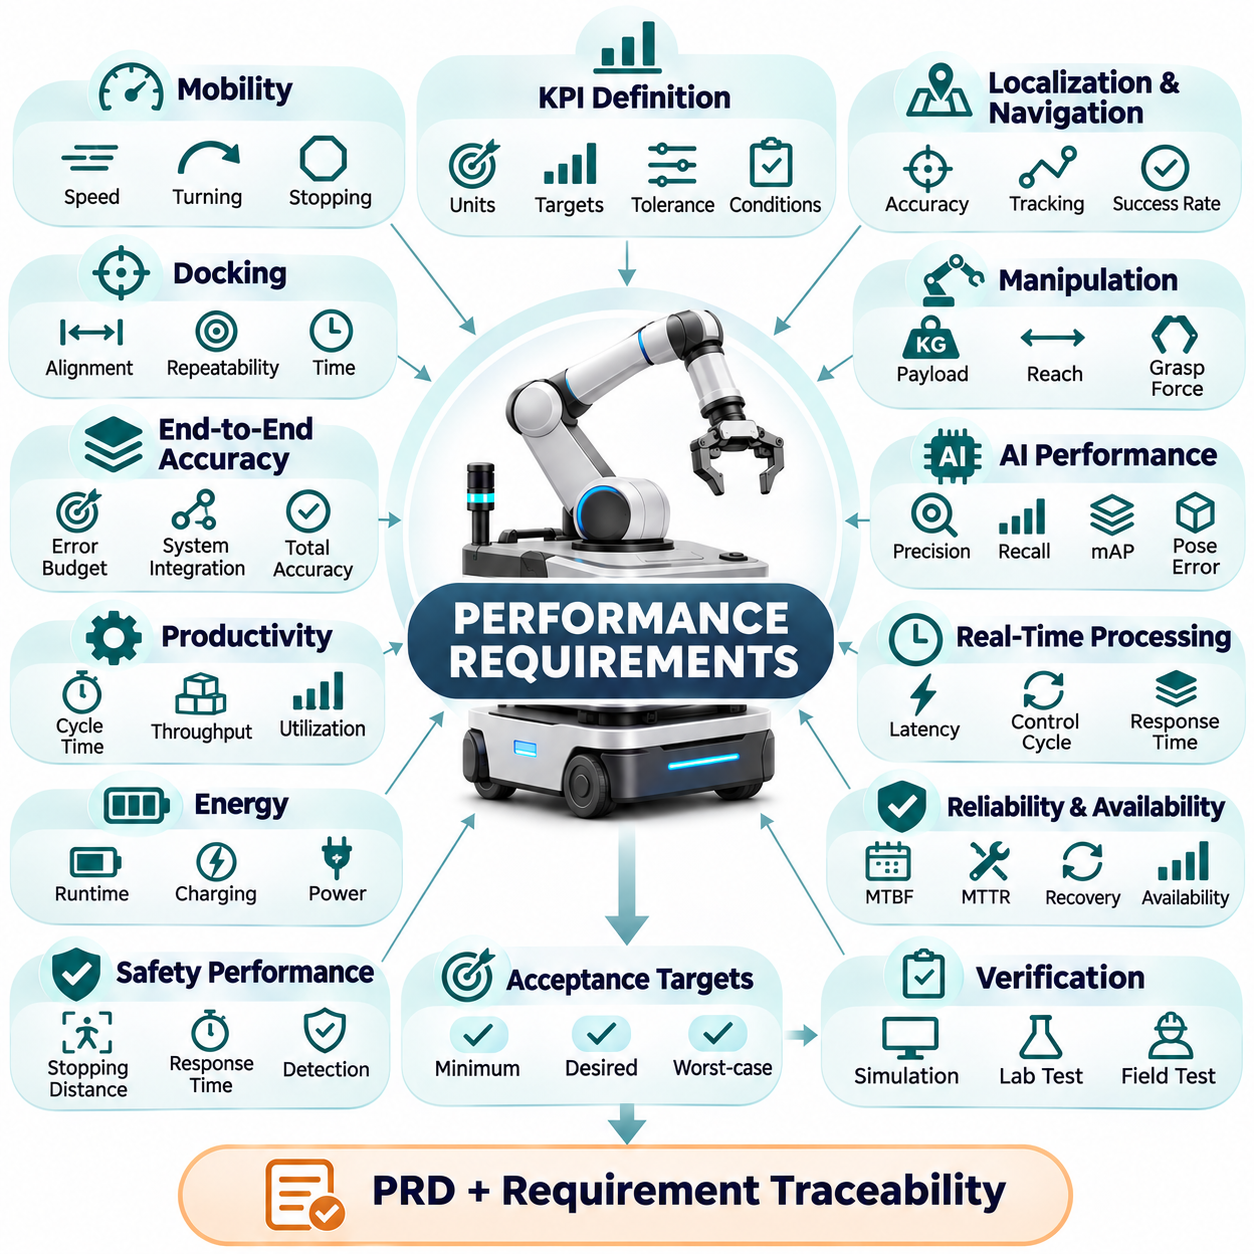 Mobility
Speed
Turning
Stopping
KPI Definition
Units
Targets
Tolerance
Conditions
Localization &
Navigation
Accuracy
Tracking
Success Rate
Docking
Alignment
Repeatability
Time
Manipulation
KG
Payload
Reach
Grasp
Force
End-to-End
Accuracy
Error
Budget
System
Integration
Total
Accuracy
AI
AI Performance
Precision
Recall
mAP
Pose
Error
PERFORMANCE
REQUIREMENTS
Productivity
Cycle
Time
Throughput
Utilization
Real-Time Processing
Latency
Control
Cycle
Response
Time
Energy
Runtime
Charging
Power
Reliability & Availability
MTBF
MTTR
Recovery
Availability
Safety Performance
Stopping
Distance
Response
Time
Detection
Acceptance Targets
Minimum
Desired
Worst-case
Verification
Simulation
Lab Test
Field Test
PRD + Requirement Traceability